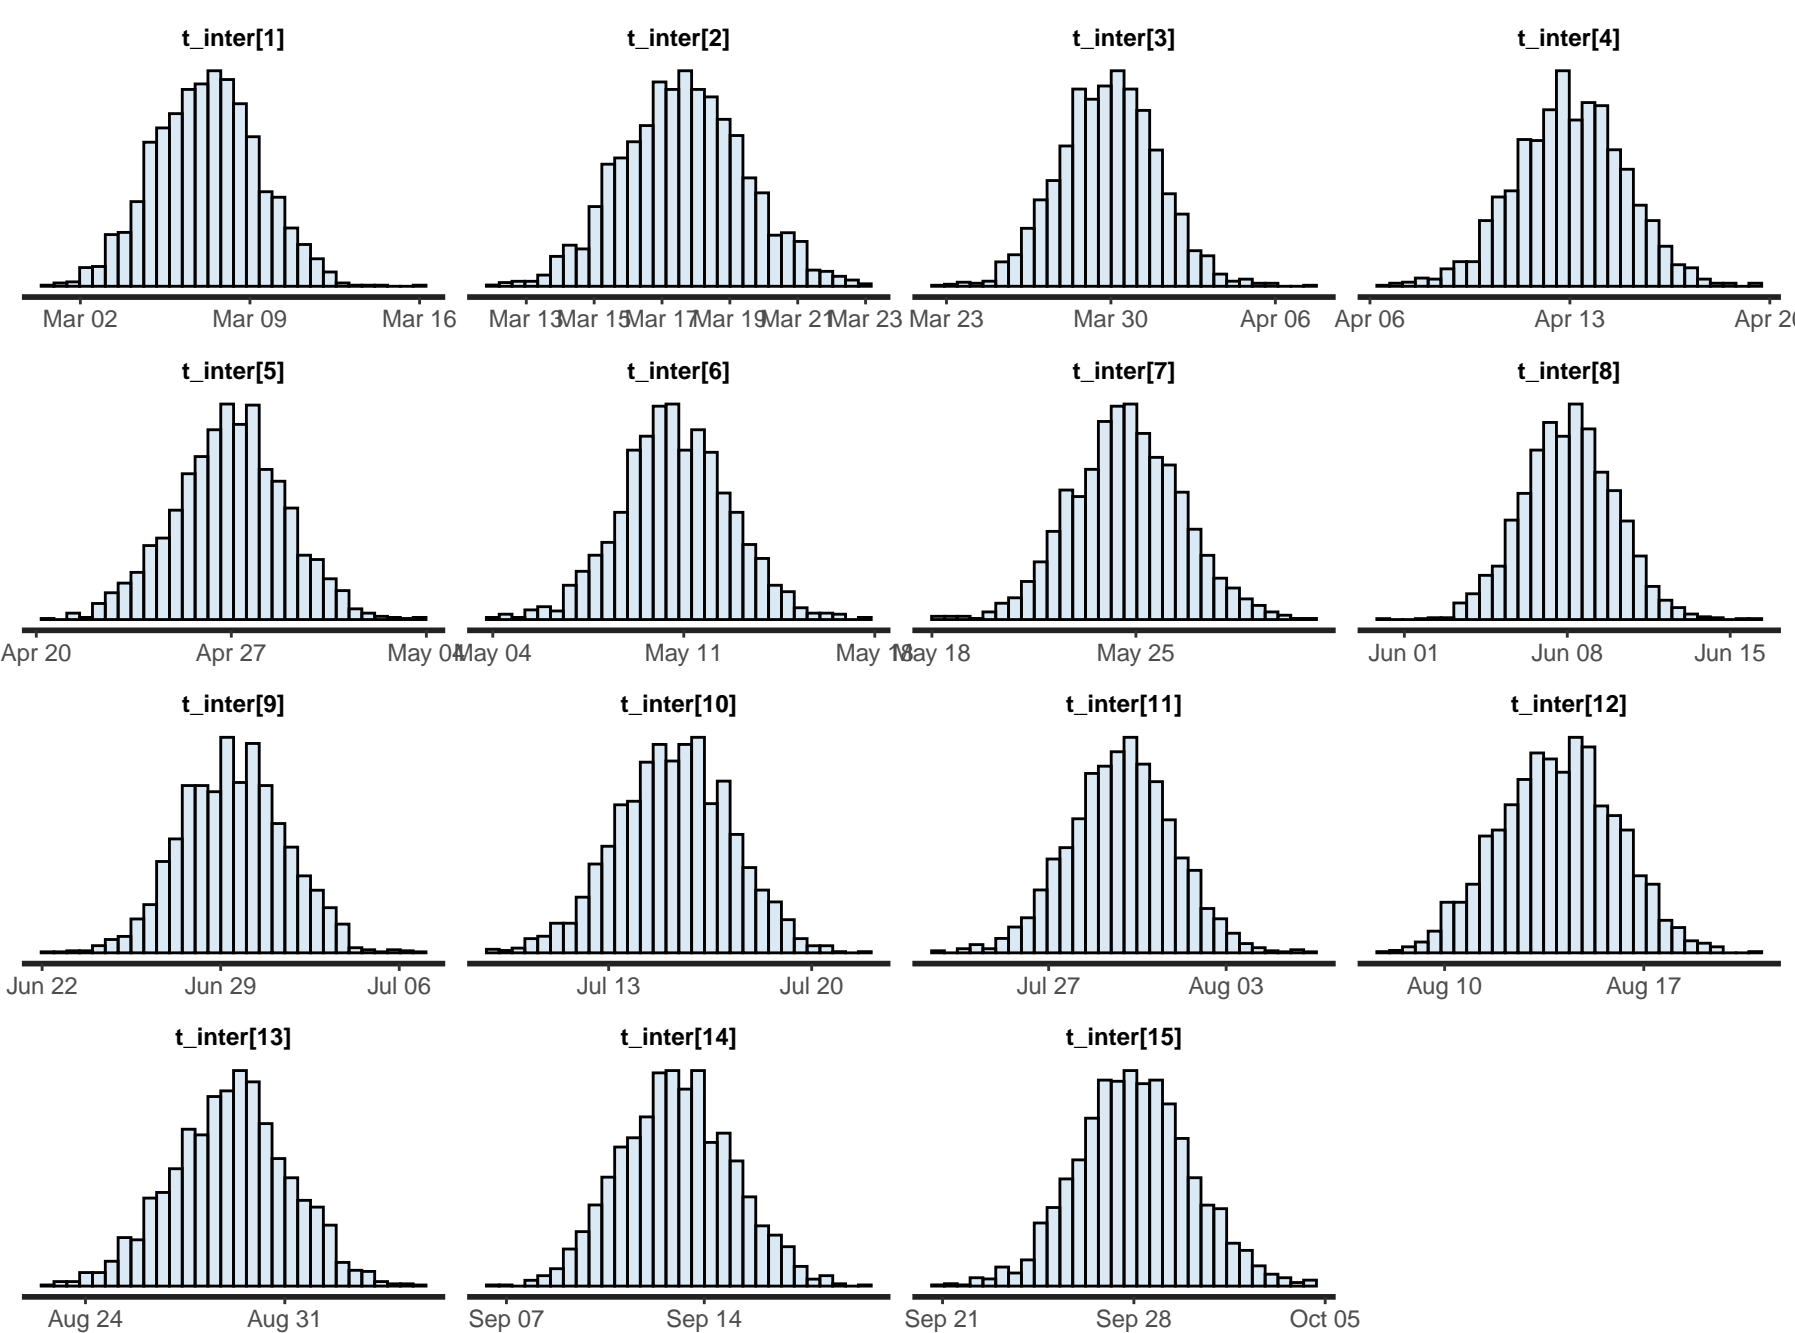 t_inter[1] t_inter[2] t_inter[3] t_inter[4]
Mar 02 Mar 09 Mar 16 Mar 13 Mar 15 Mar 17 Mar 19 Mar 21 Mar 23 Mar 23 Mar 30 Apr 06 Apr 06 Apr 13 Apr 20
t_inter[5] t_inter[6] t_inter[7] t_inter[8]
Apr 20 Apr 27 May 04 May 04 May 11 May 18 May 18 May 25 Jun 01 Jun 08 Jun 15
t_inter[9] t_inter[10] t_inter[11] t_inter[12]
Jun 22 Jun 29 Jul 06 Jul 13 Jul 20 Jul 27 Aug 03 Aug 10 Aug 17
t_inter[13] t_inter[14] t_inter[15]
Aug 24 Aug 31 Sep 07 Sep 14 Sep 21 Sep 28 Oct 05